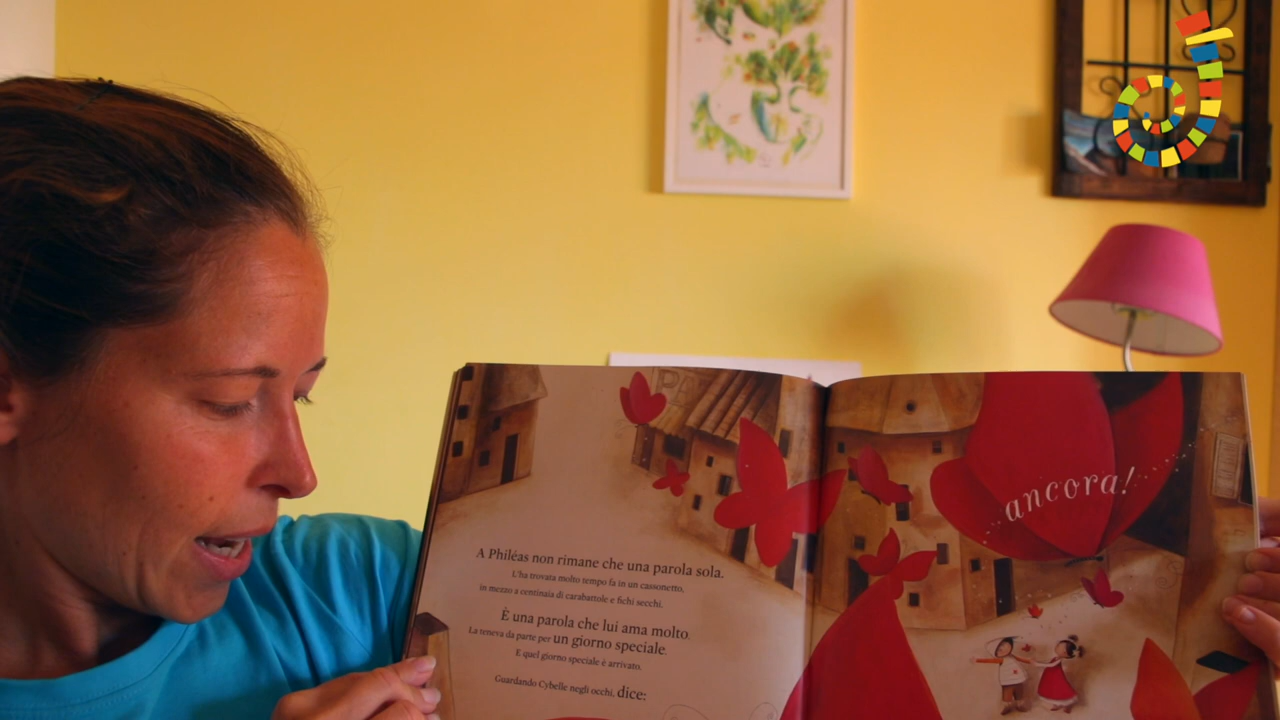 A Philéas non rimane che una parola sola.
L'ha trovata molto tempo fa in un cassonetto,
in mezzo a centinaia di carabattole e fichi secchi.
È una parola che lui ama molto.
La teneva da parte per un giorno speciale.
E quel giorno speciale è arrivato.
Guardando Cybelle negli occhi, dice:
ancora!